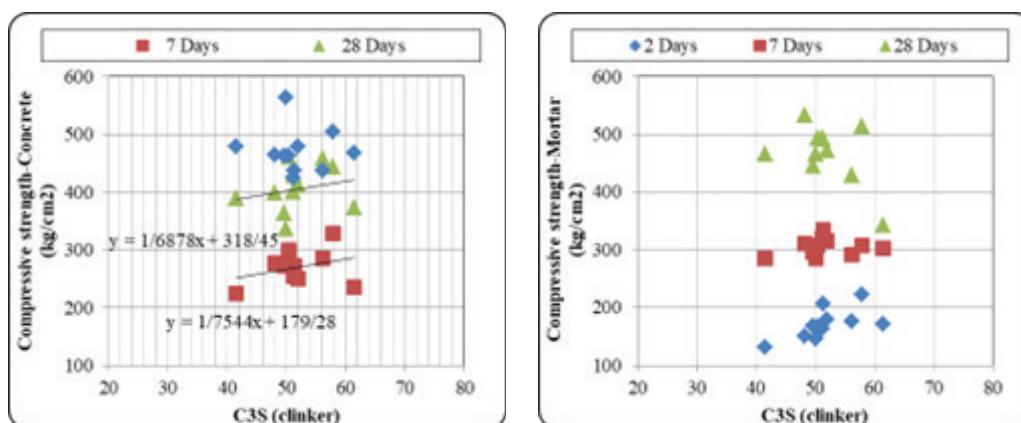 7 Days
28 Days
Compressive strength-Concrete
(kg/cm2)
600
500
400
300
200
100
y = 1/6878x + 318/45
y = 1/7544x + 179/28
20
30
40
50
60
70
80
C3S (clinker)
2 Days
7 Days
28 Days
Compressive strength-Mortar
(kg/cm2)
600
500
400
300
200
100
20
30
40
50
60
70
80
C3S (clinker)